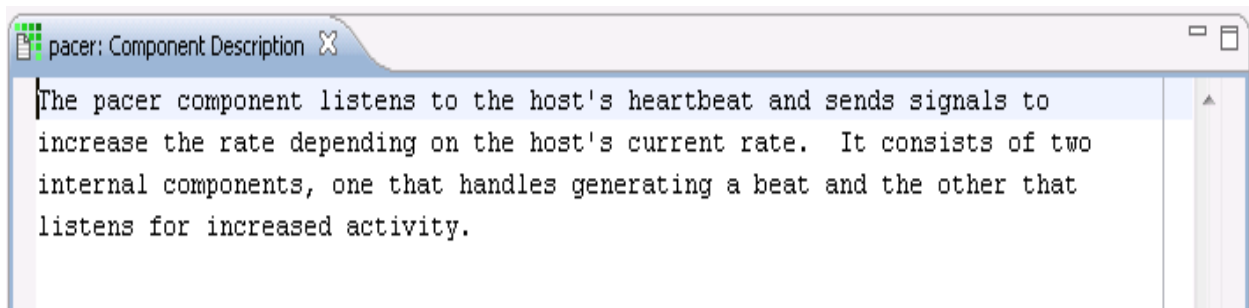 pacer: Component Description
The pacer component listens to the host's heartbeat and sends signals to
increase the rate depending on the host's current rate.  It consists of two
internal components, one that handles generating a beat and the other that
listens for increased activity.